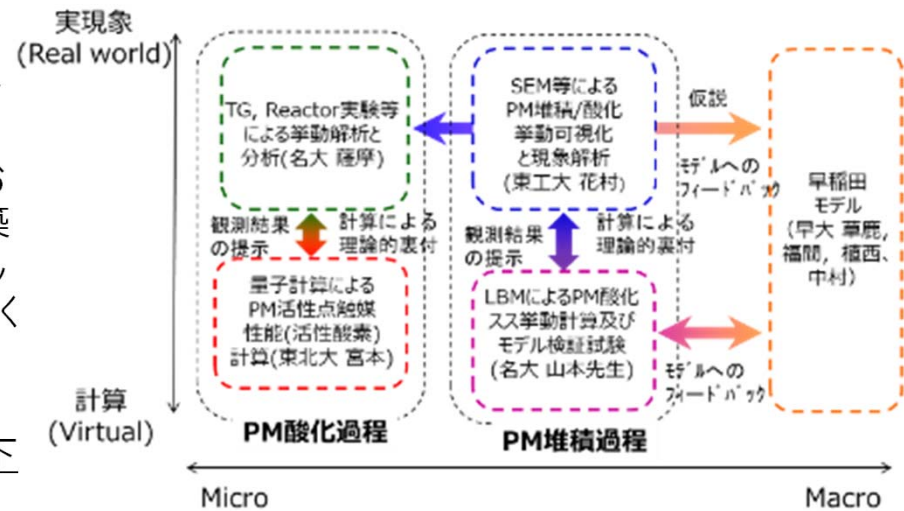 実現象
(Real world)
TG, Reactor実験等
による挙動解析と
分析(名大 薩摩)
SEM等による
PM堆積/酸化
挙動可視化
と現象解析
(東工大 花村)
仮説
ﾓﾃﾞﾙへの
ﾌｨｰﾄﾞﾊﾞｯｸ
早稲田
モデル
(早大 草鹿,
福間, 植西、
中村)
観測結果
の提示
計算による
理論的裏付
観測結果
の提示
計算による
理論的裏付
量子計算による
PM活性点触媒
性能(活性酸素)
計算(東北大 宮本)
LBMによるPM酸化
スス挙動計算及び
モデル検証試験
(名大 山本先生)
ﾓﾃﾞﾙへの
ﾌｨｰﾄﾞﾊﾞｯｸ
計算
(Virtual)
PM酸化過程
PM堆積過程
Micro
Macro